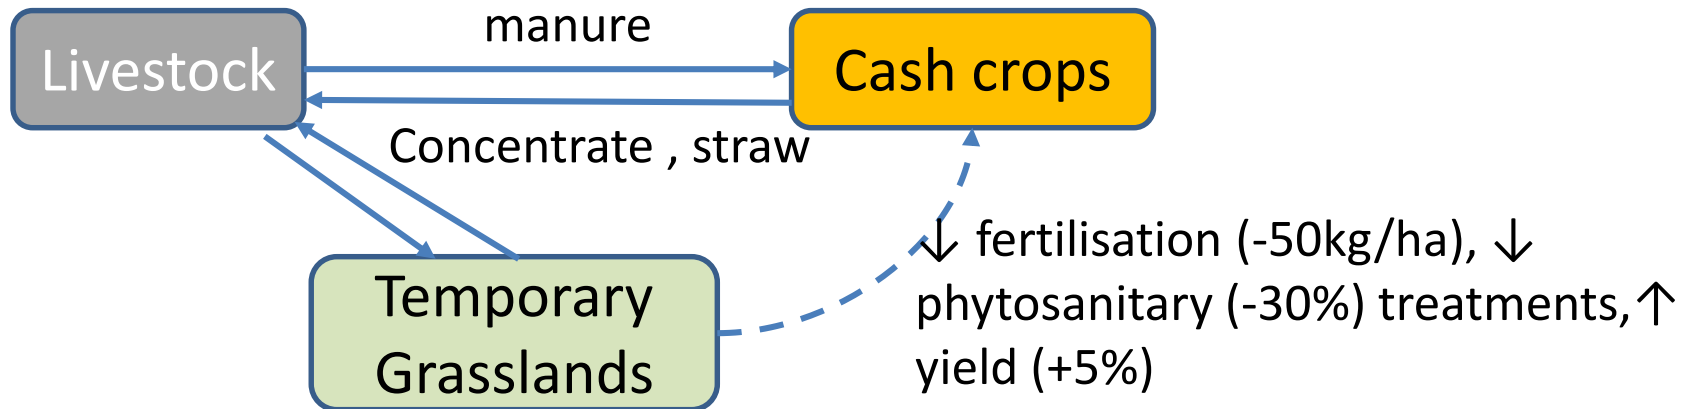 manure
Livestock
Cash crops
Concentrate , straw
↓ fertilisation (-50kg/ha), ↓
phytosanitary (-30%) treatments,↑
yield (+5%)
Temporary
Grasslands